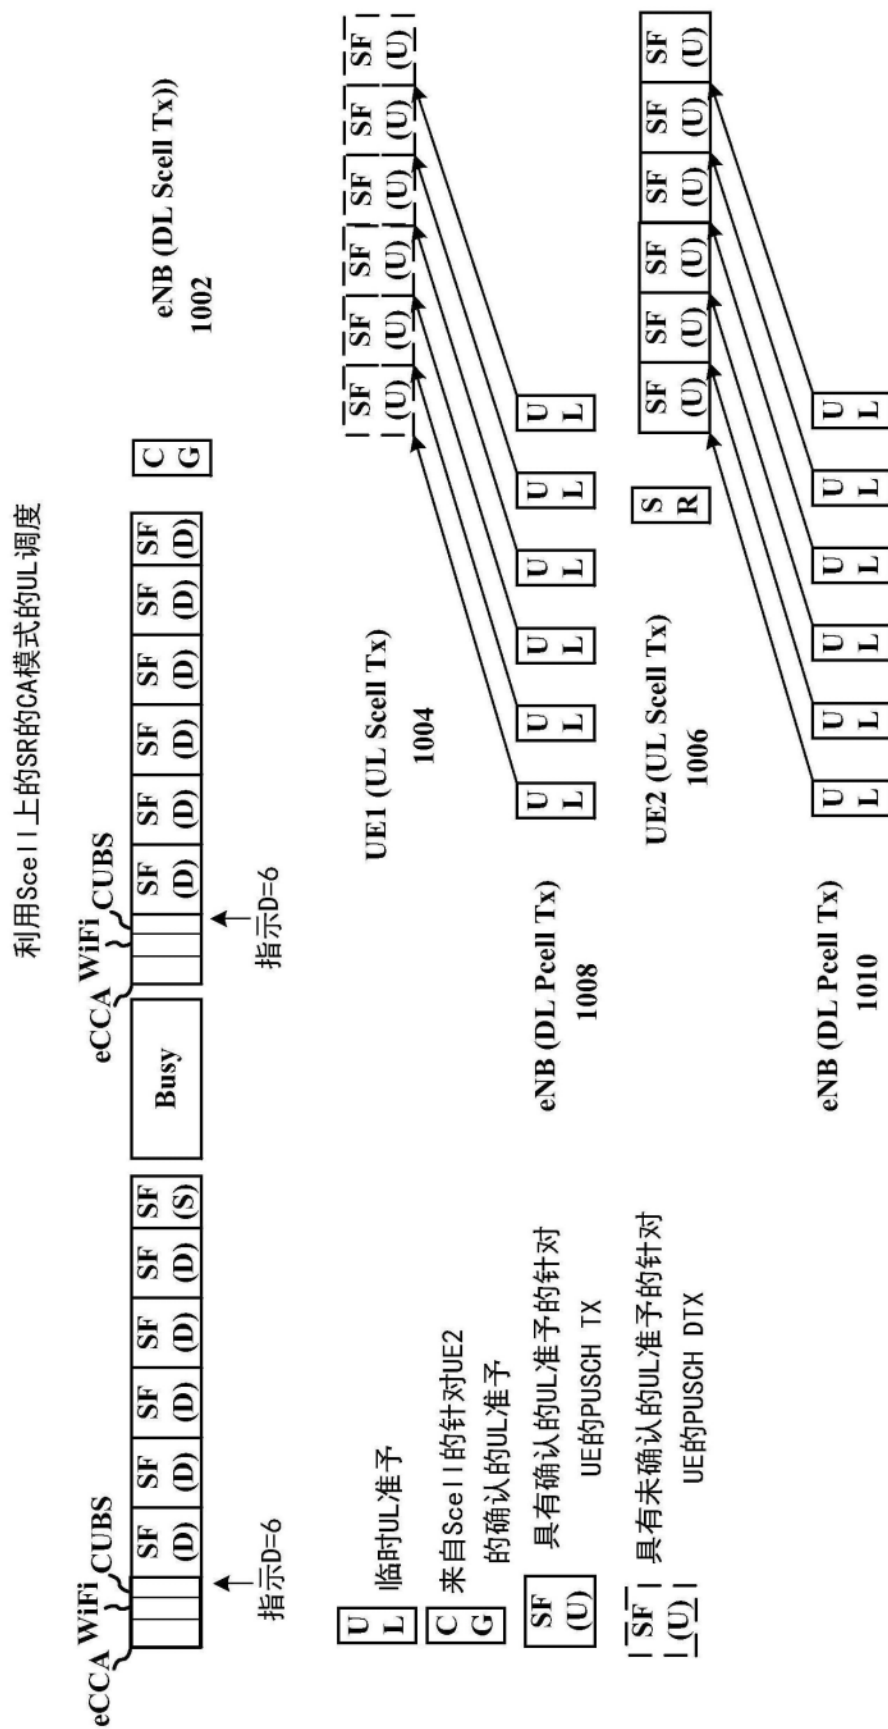 利用Scell上的SR的CA模式的UL调度
eCCA WiFi CUBS
eCCA WiFi CUBS
SF SF SF SF SF SF
(D) (D) (D) (D) (D) (S)
Busy
SF SF SF SF SF SF
(D) (D) (D) (D) (D) (D)
C
G
eNB (DL Scell Tx))
1002
指示D=6
指示D=6
UE1 (UL Scell Tx)
1004
SF SF SF SF SF SF
(U) (U) (U) (U) (U) (U)
eNB (DL Pcell Tx)
1008
U U U U U U
L L L L L L
UE2 (UL Scell Tx)
1006
S
R
SF SF SF SF SF SF
(U) (U) (U) (U) (U) (U)
eNB (DL Pcell Tx)
1010
U U U U U U
L L L L L L
U
L
临时UL准予
C
G
来自Scell的针对UE2
的确认的UL准予
SF
(U)
具有确认的UL准予的针对
UE的PUSCH TX
SF
(U)
具有未确认的UL准予的针对
UE的PUSCH DTX